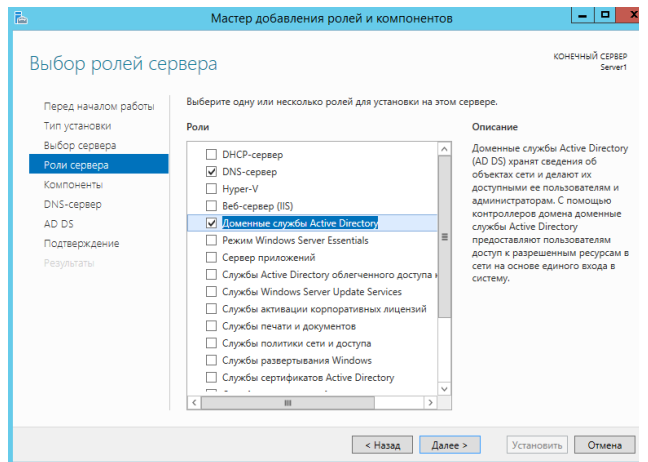 Мастер добавления ролей и компонентов
Выбор ролей сервера
КОНЕЧНЫЙ СЕРВЕР
Server1
Перед началом работы
Тип установки
Выбор сервера
Роли сервера
Компоненты
DNS-сервер
AD DS
Подтверждение
Результаты
Выберите одну или несколько ролей для установки на этом сервере.
Роли
DHCP-сервер
DNS-сервер
Hyper-V
Веб-сервер (IIS)
Доменные службы Active Directory
Режим Windows Server Essentials
Сервер приложений
Службы Active Directory облегченного доступа
Службы Windows Server Update Services
Службы активации корпоративных лицензий
Службы печати и документов
Службы политики сети и доступа
Службы развертывания Windows
Службы сертификатов Active Directory
Описание
Доменные службы Active Directory
(AD DS) хранят сведения об
объектах сети и делают их
доступными ее пользователям и
администраторам. С помощью
контроллеров домена доменные
службы Active Directory
предоставляют пользователям
доступ к разрешенным ресурсам в
сети на основе единого входа в
систему.
< Назад
Далее >
Установить
Отмена